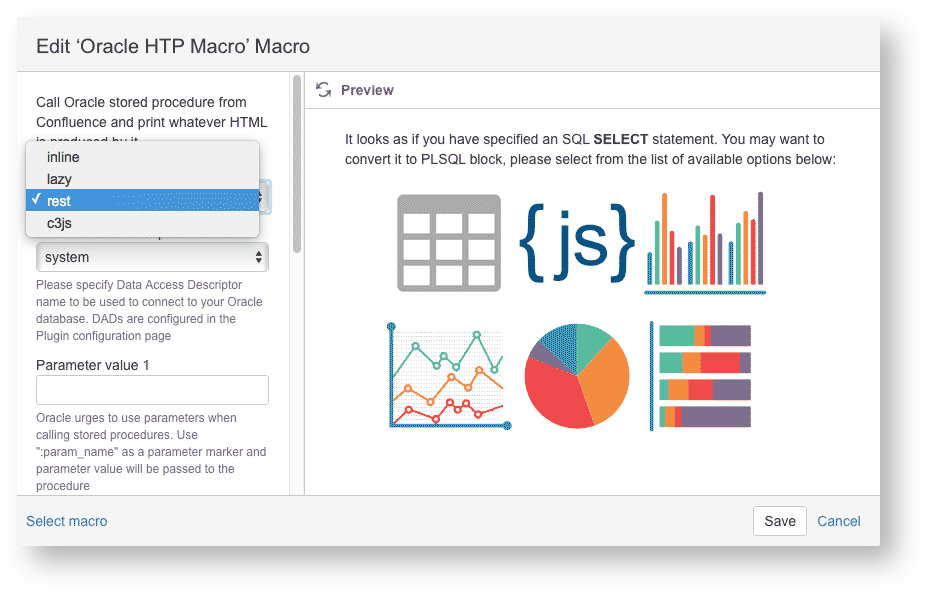 Edit ‘Oracle HTP Macro’ Macro
Call Oracle stored procedure from
Confluence and print whatever HTML
is produced by it
inline
lazy
✓ rest
c3js
system
Please specify Data Access Descriptor
name to be used to connect to your Oracle
database. DADs are configured in the
Plugin configuration page
Parameter value 1
Oracle urges to use parameters when
calling stored procedures. Use
":param_name" as a parameter marker and
parameter value will be passed to the
procedure
Preview
It looks as if you have specified an SQL SELECT statement. You may want to
convert it to PLSQL block, please select from the list of available options below:
{js}
Select macro
Save
Cancel